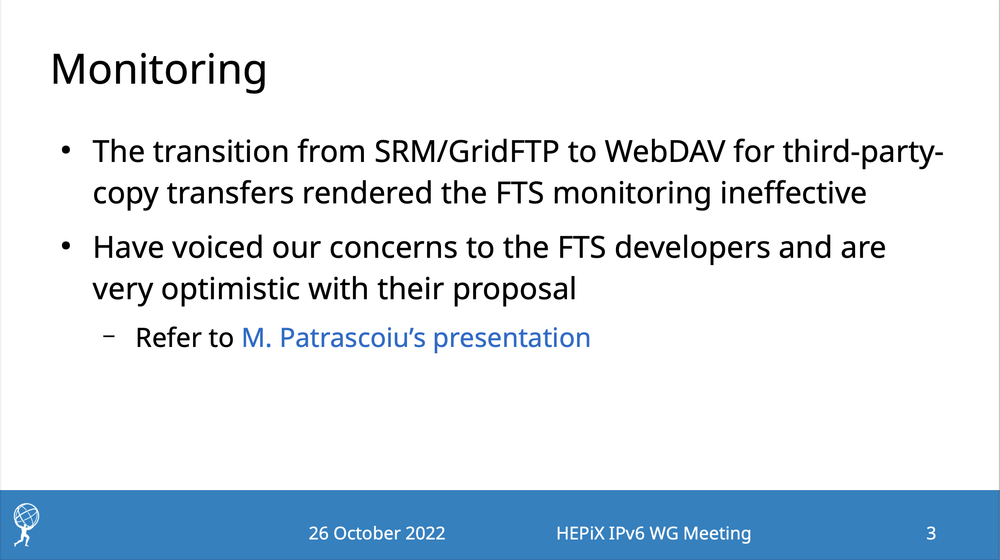 Monitoring
• The transition from SRM/GridFTP to WebDAV for third-party-
copy transfers rendered the FTS monitoring ineffective
• Have voiced our concerns to the FTS developers and are
very optimistic with their proposal
– Refer to M. Patrascoiu’s presentation
26 October 2022 HEPiX IPv6 WG Meeting 3